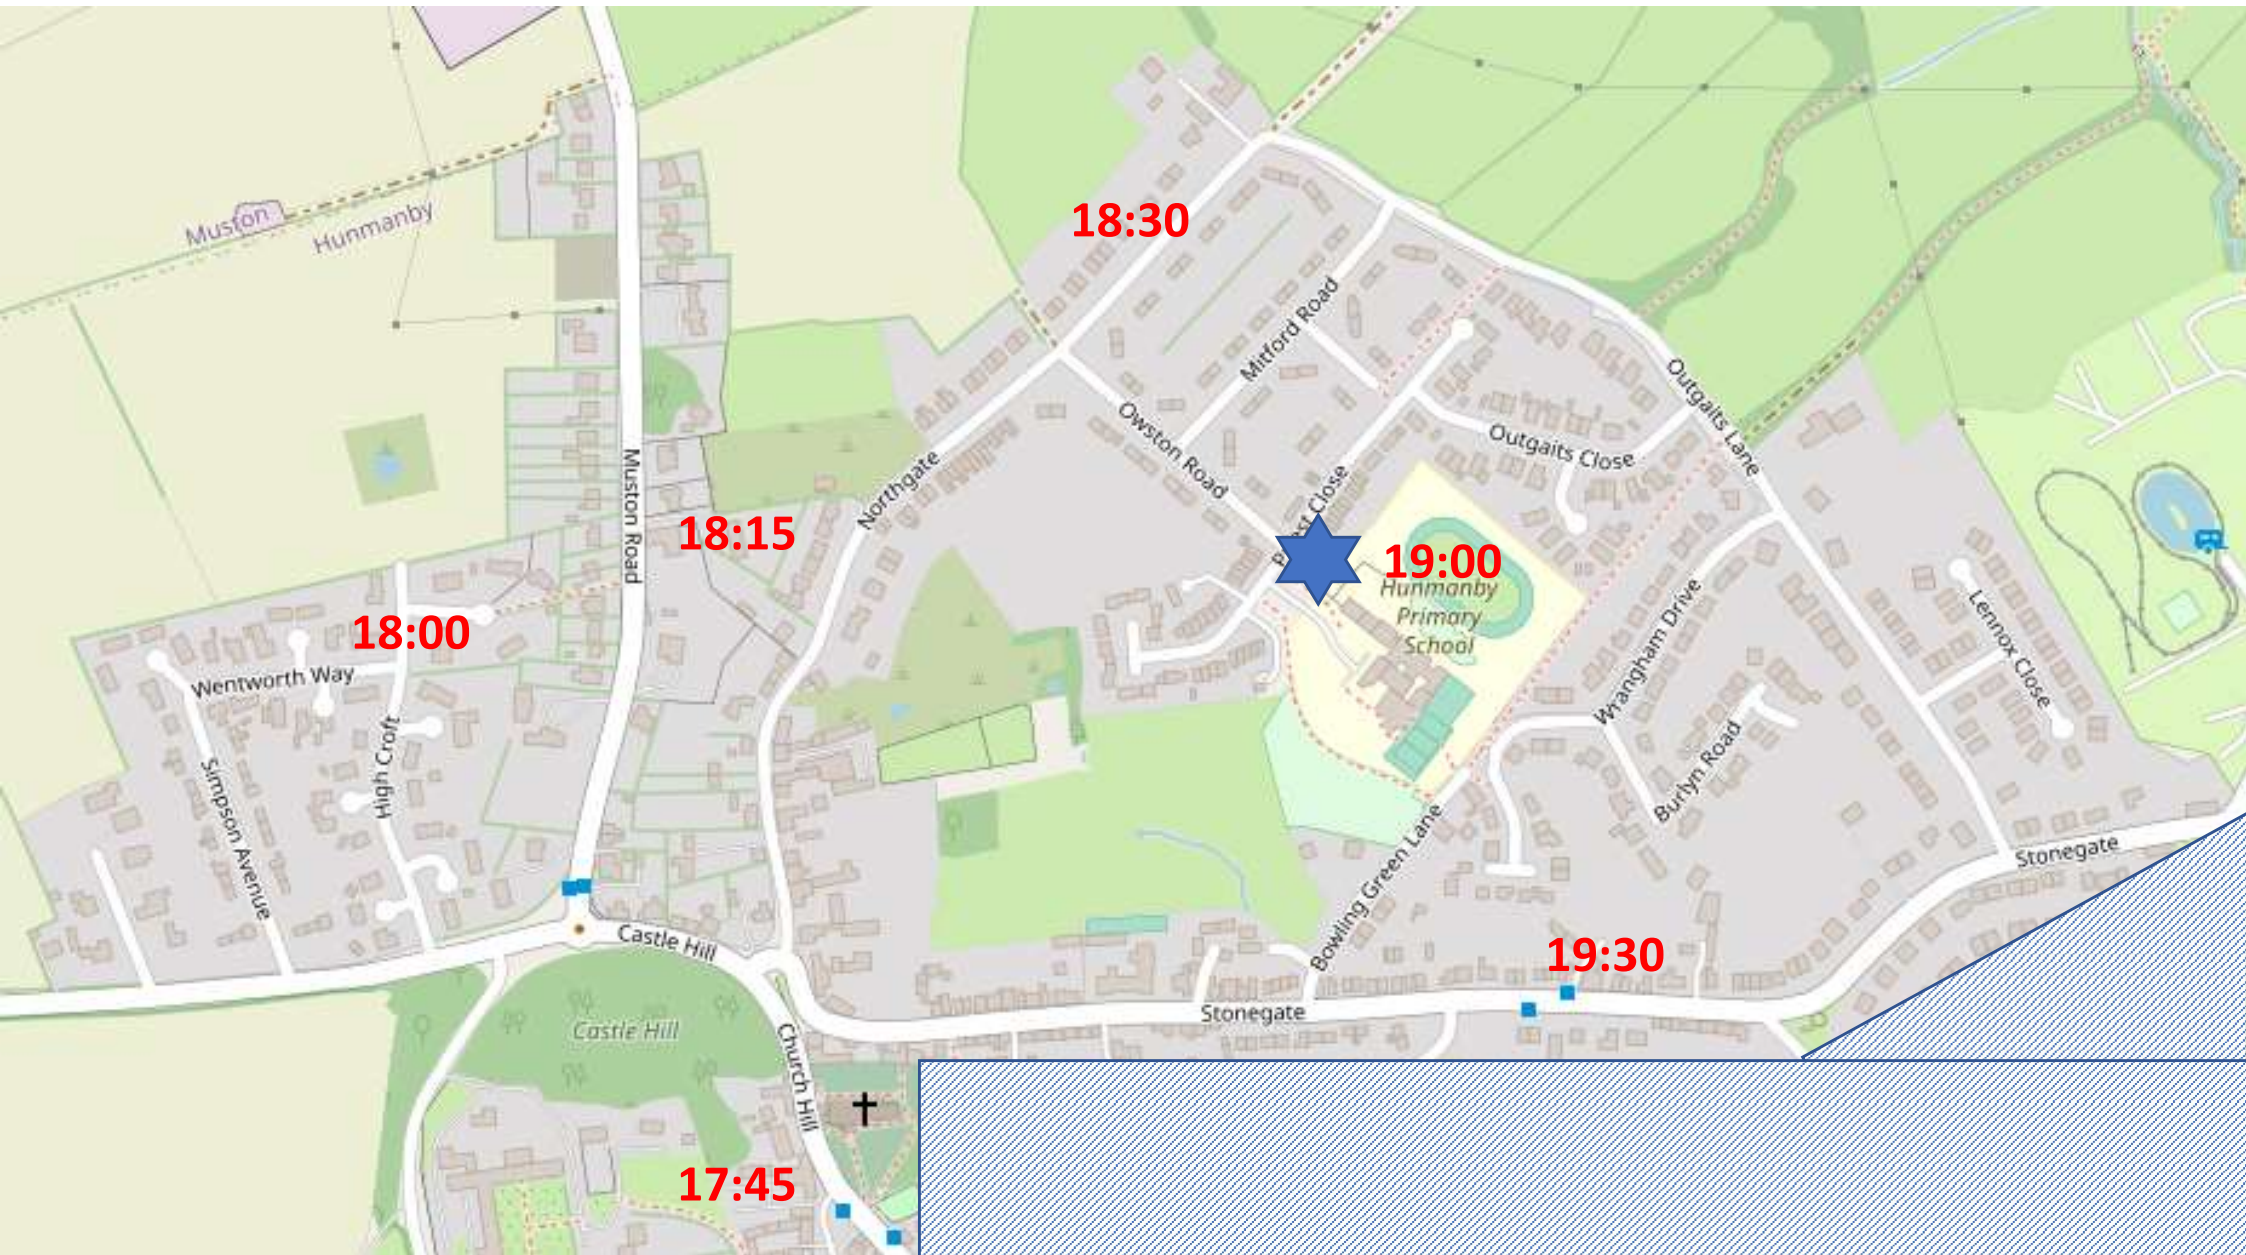 Muston
Hunmanby
18:30
Mitford Road
Outgaits Lane
Owston Road
Outgaits Close
Northgate
Muston Road
18:15
Close
19:00
Hunmanby
Primary
School
18:00
Wentworth Way
High Croft
Simpson Avenue
Wrangham Drive
Lennox Close
Burlyn Road
Bowling Green Lane
Stonegate
Castle Hill
19:30
Stonegate
Castle Hill
Church Hill
17:45